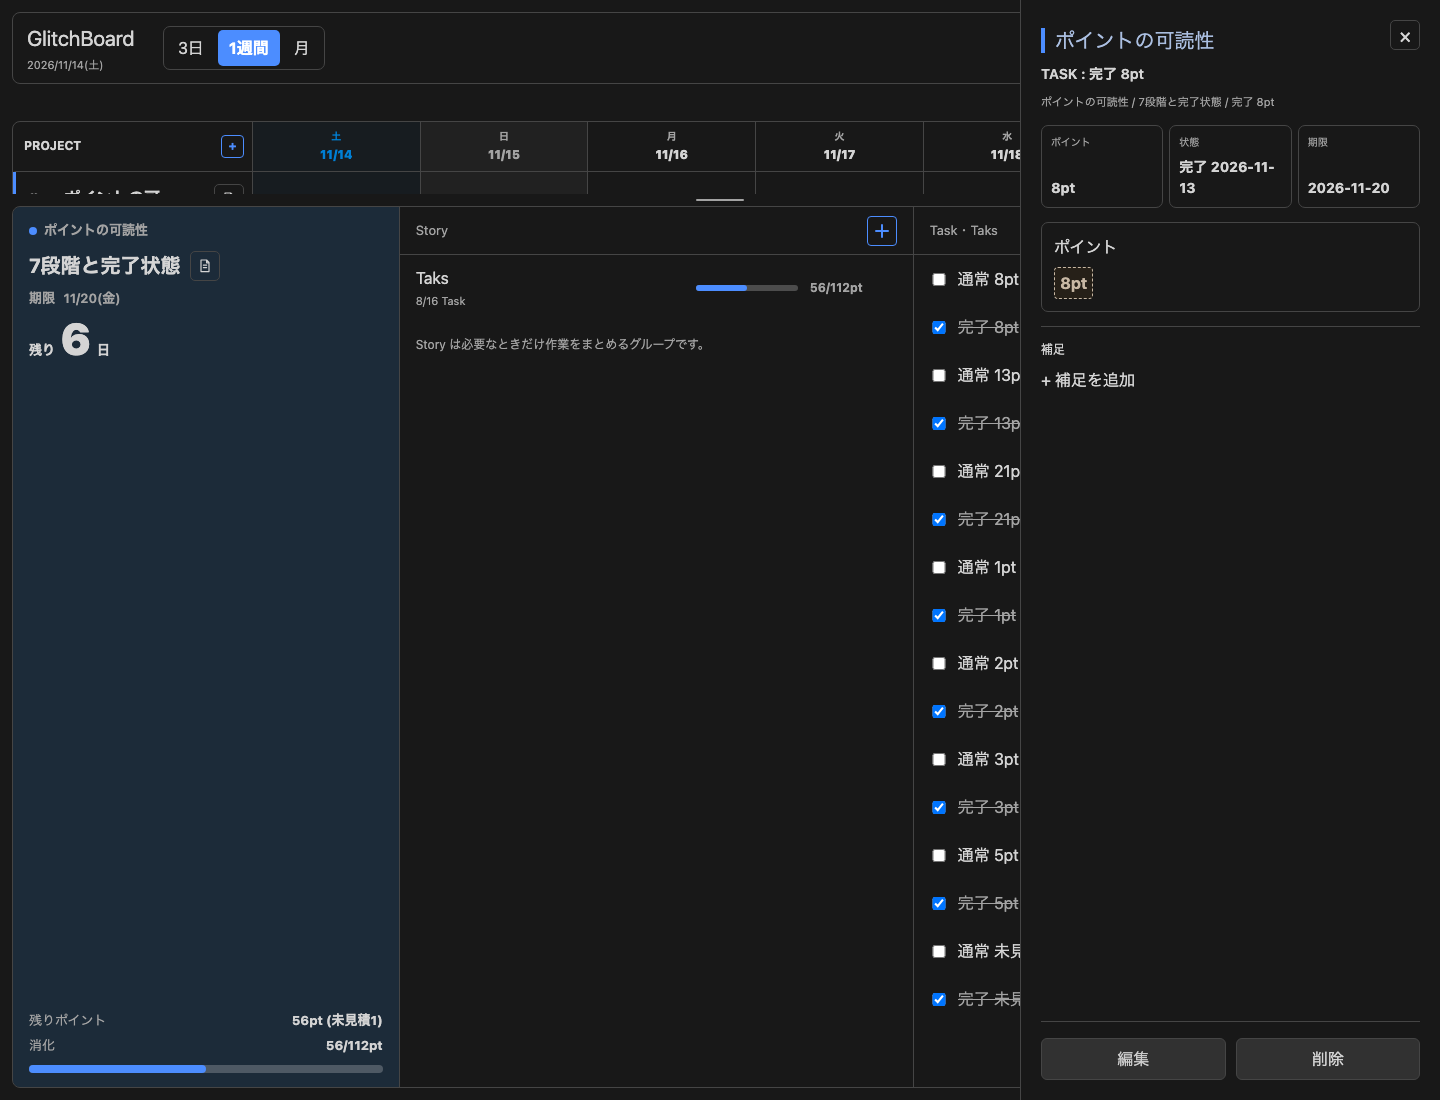 GlitchBoard
2026/11/14(土)
3日
1週間
月
PROJECT
+
土
11/14
日
11/15
月
11/16
火
11/17
水
11/18
ポイントの可読性
7段階と完了状態
期限 11/20(金)
残り 6 日
残りポイント
56pt (未見積1)
消化
56/112pt
Story
Taks
8/16 Task
56/112pt
Story は必要なときだけ作業をまとめるグループです。
Task・Taks
通常 8pt
完了 8pt
通常 13p
完了 13p
通常 21p
完了 21p
通常 1pt
完了 1pt
通常 2pt
完了 2pt
通常 3pt
完了 3pt
通常 5pt
完了 5pt
通常 未見
完了 未見
ポイントの可読性
TASK : 完了 8pt
ポイントの可読性 / 7段階と完了状態 / 完了 8pt
ポイント
8pt
状態
完了 2026-11-
13
期限
2026-11-20
ポイント
8pt
補足
+ 補足を追加
編集
削除